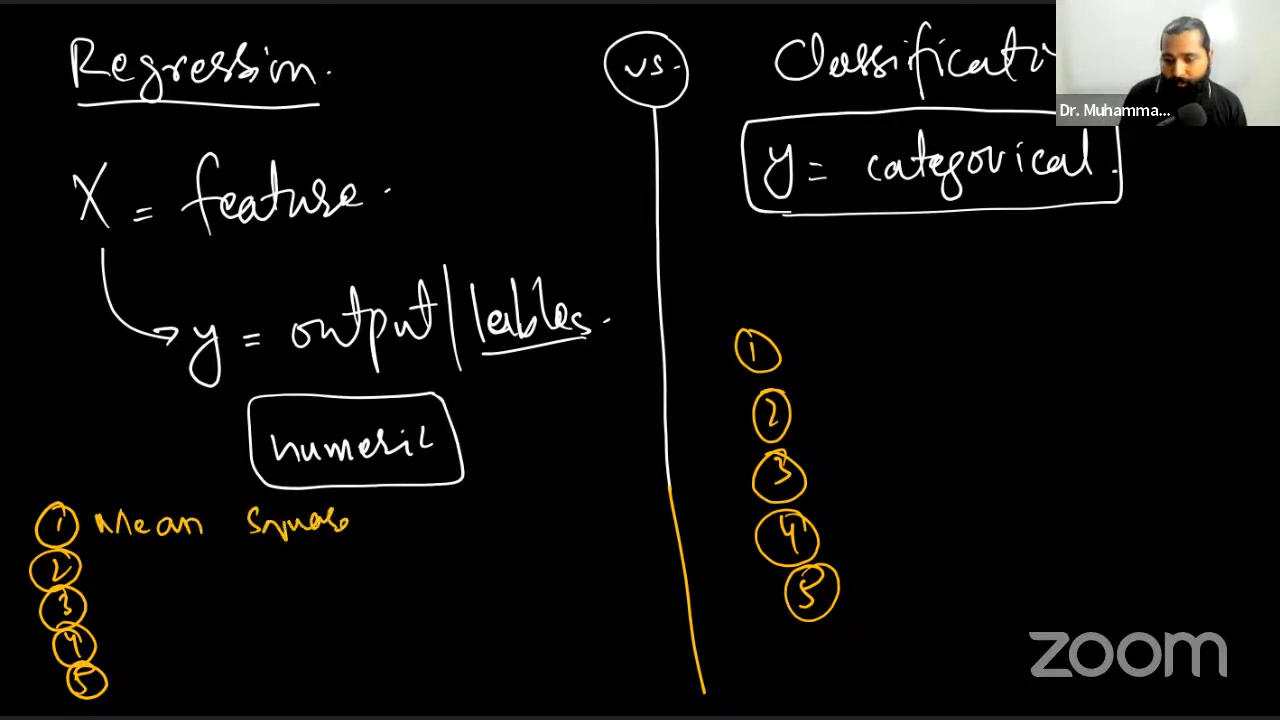 Regression.
X = feature.
y = output / lables.
numeric
① Mean Square
②
③
④
⑤
vs.
Classificati
Dr. Muhamma...
y = categorical.
①
②
③
④
⑤
zoom